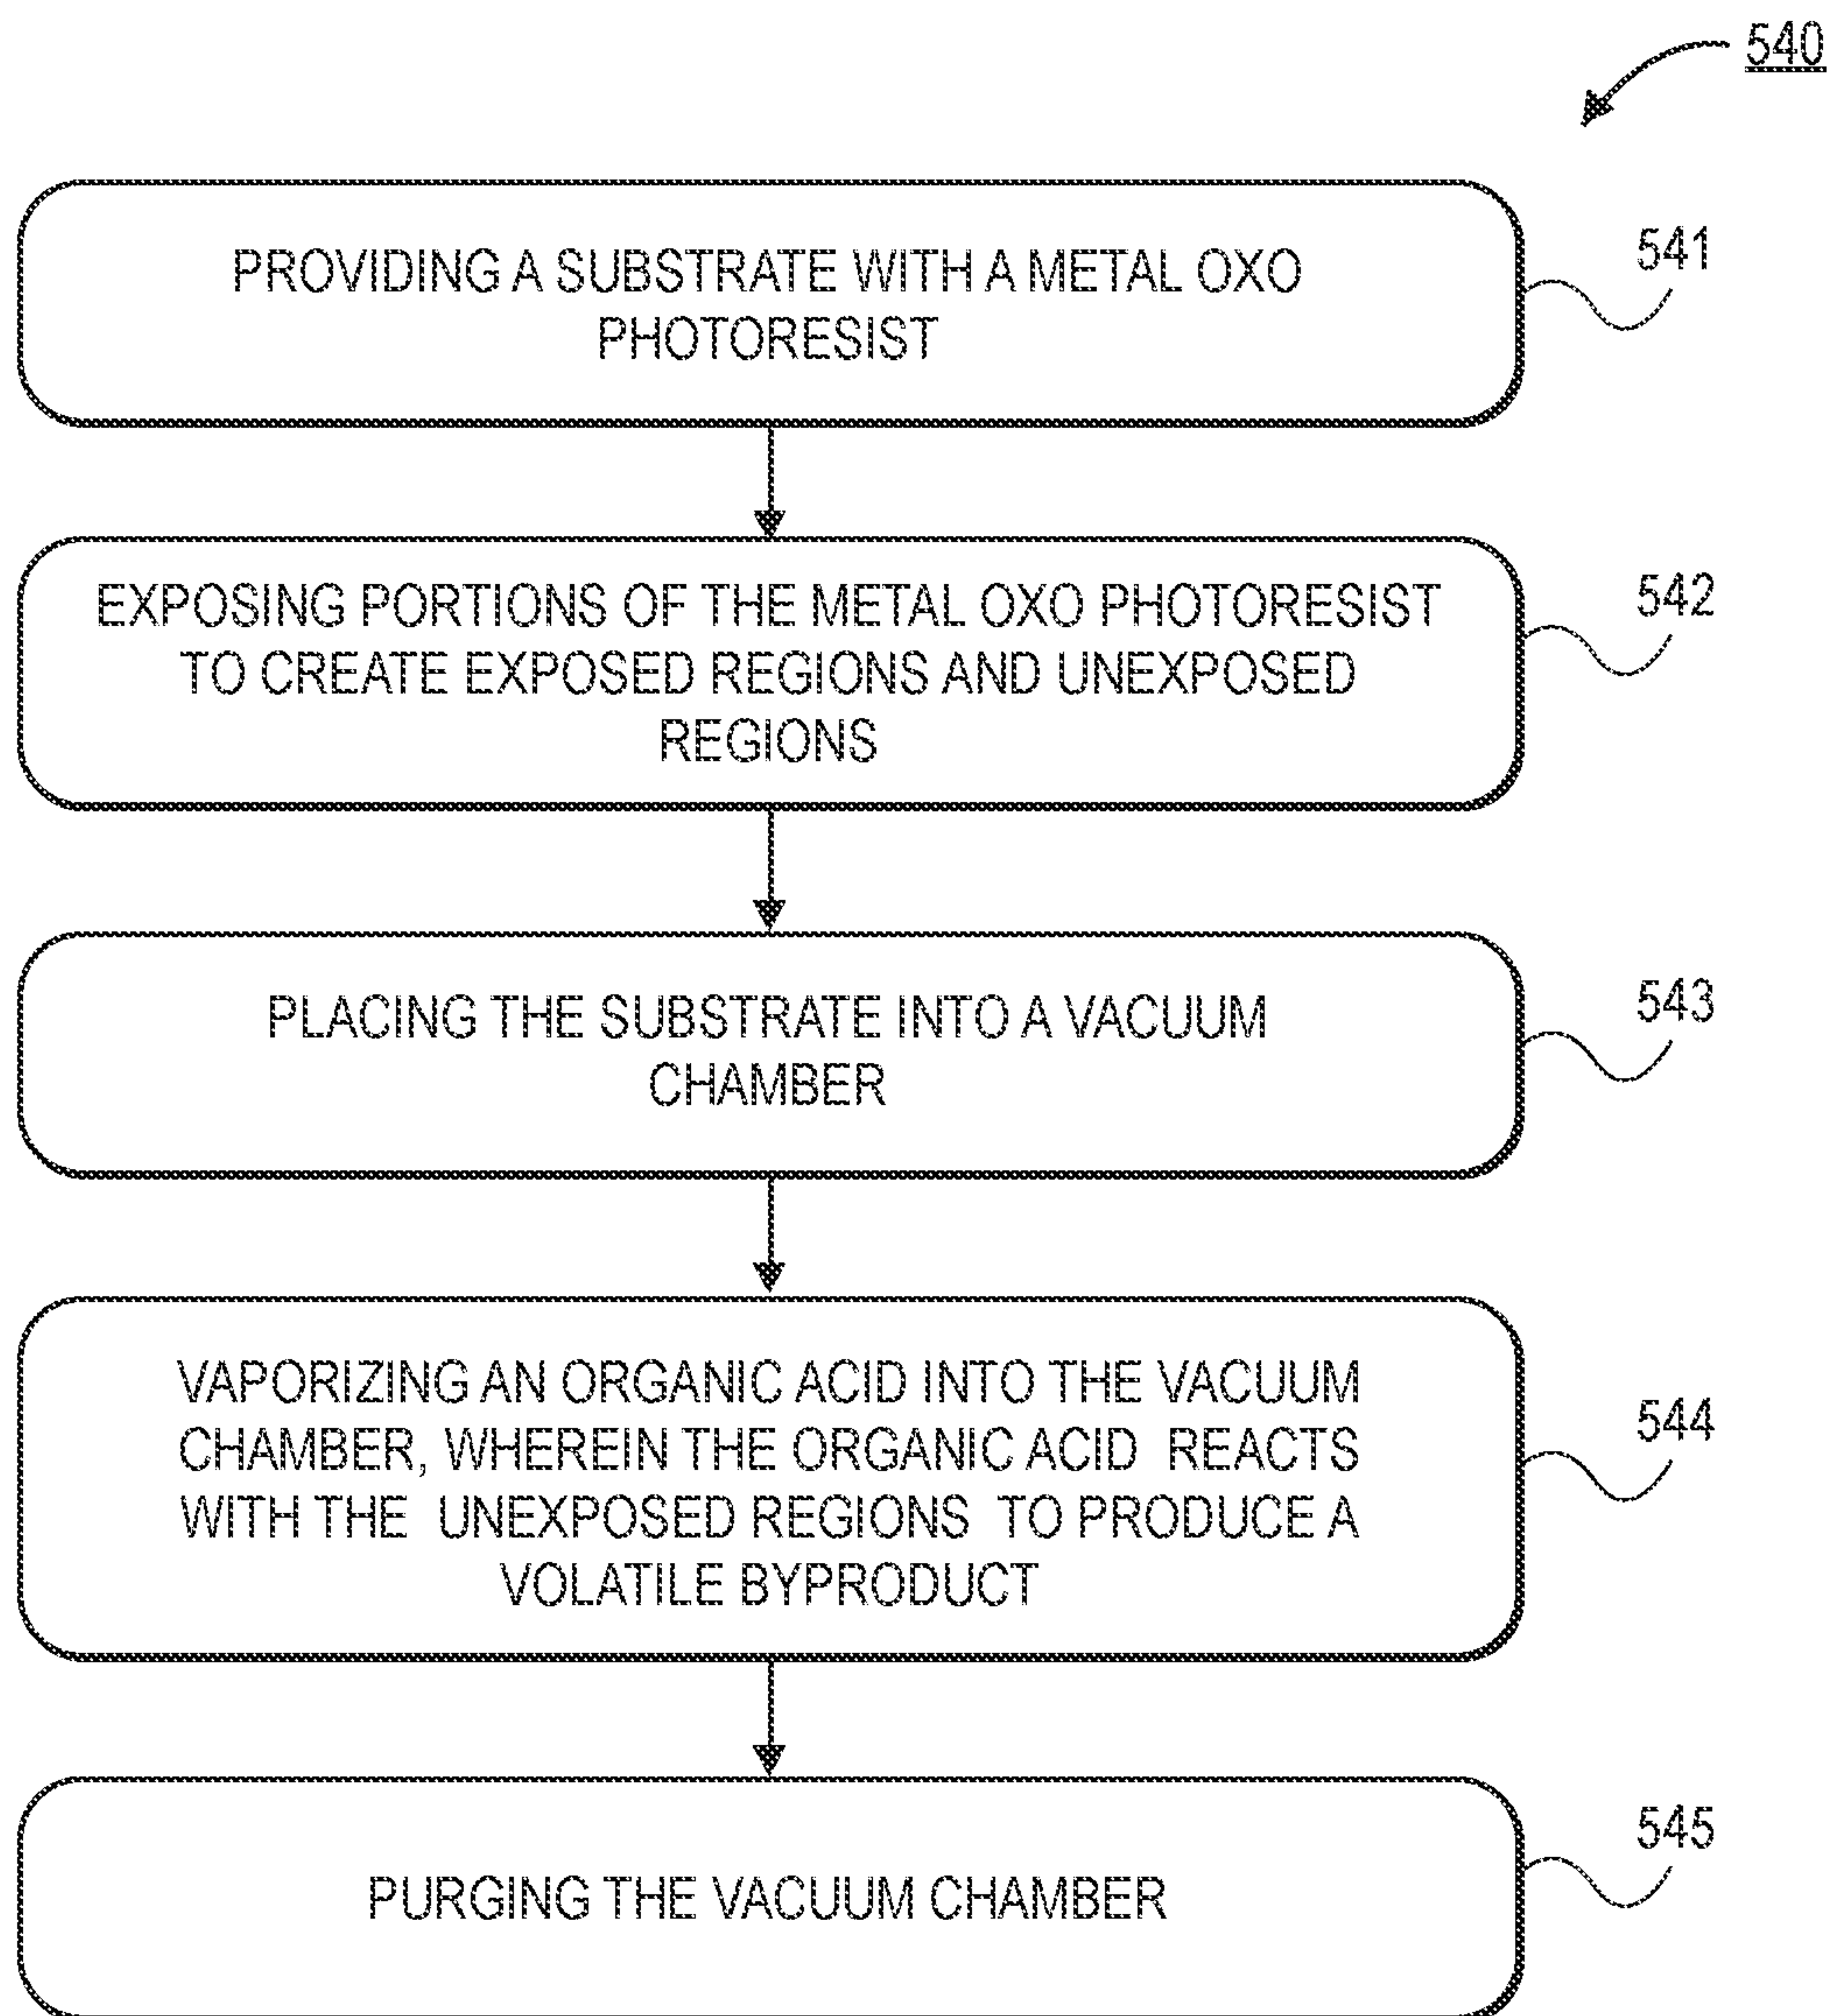 540
PROVIDING A SUBSTRATE WITH A METAL OXO
PHOTORESIST
541
EXPOSING PORTIONS OF THE METAL OXO PHOTORESIST
TO CREATE EXPOSED REGIONS AND UNEXPOSED
REGIONS
542
PLACING THE SUBSTRATE INTO A VACUUM
CHAMBER
543
VAPORIZING AN ORGANIC ACID INTO THE VACUUM
CHAMBER, WHEREIN THE ORGANIC ACID REACTS
WITH THE UNEXPOSED REGIONS TO PRODUCE A
VOLATILE BYPRODUCT
544
PURGING THE VACUUM CHAMBER
545